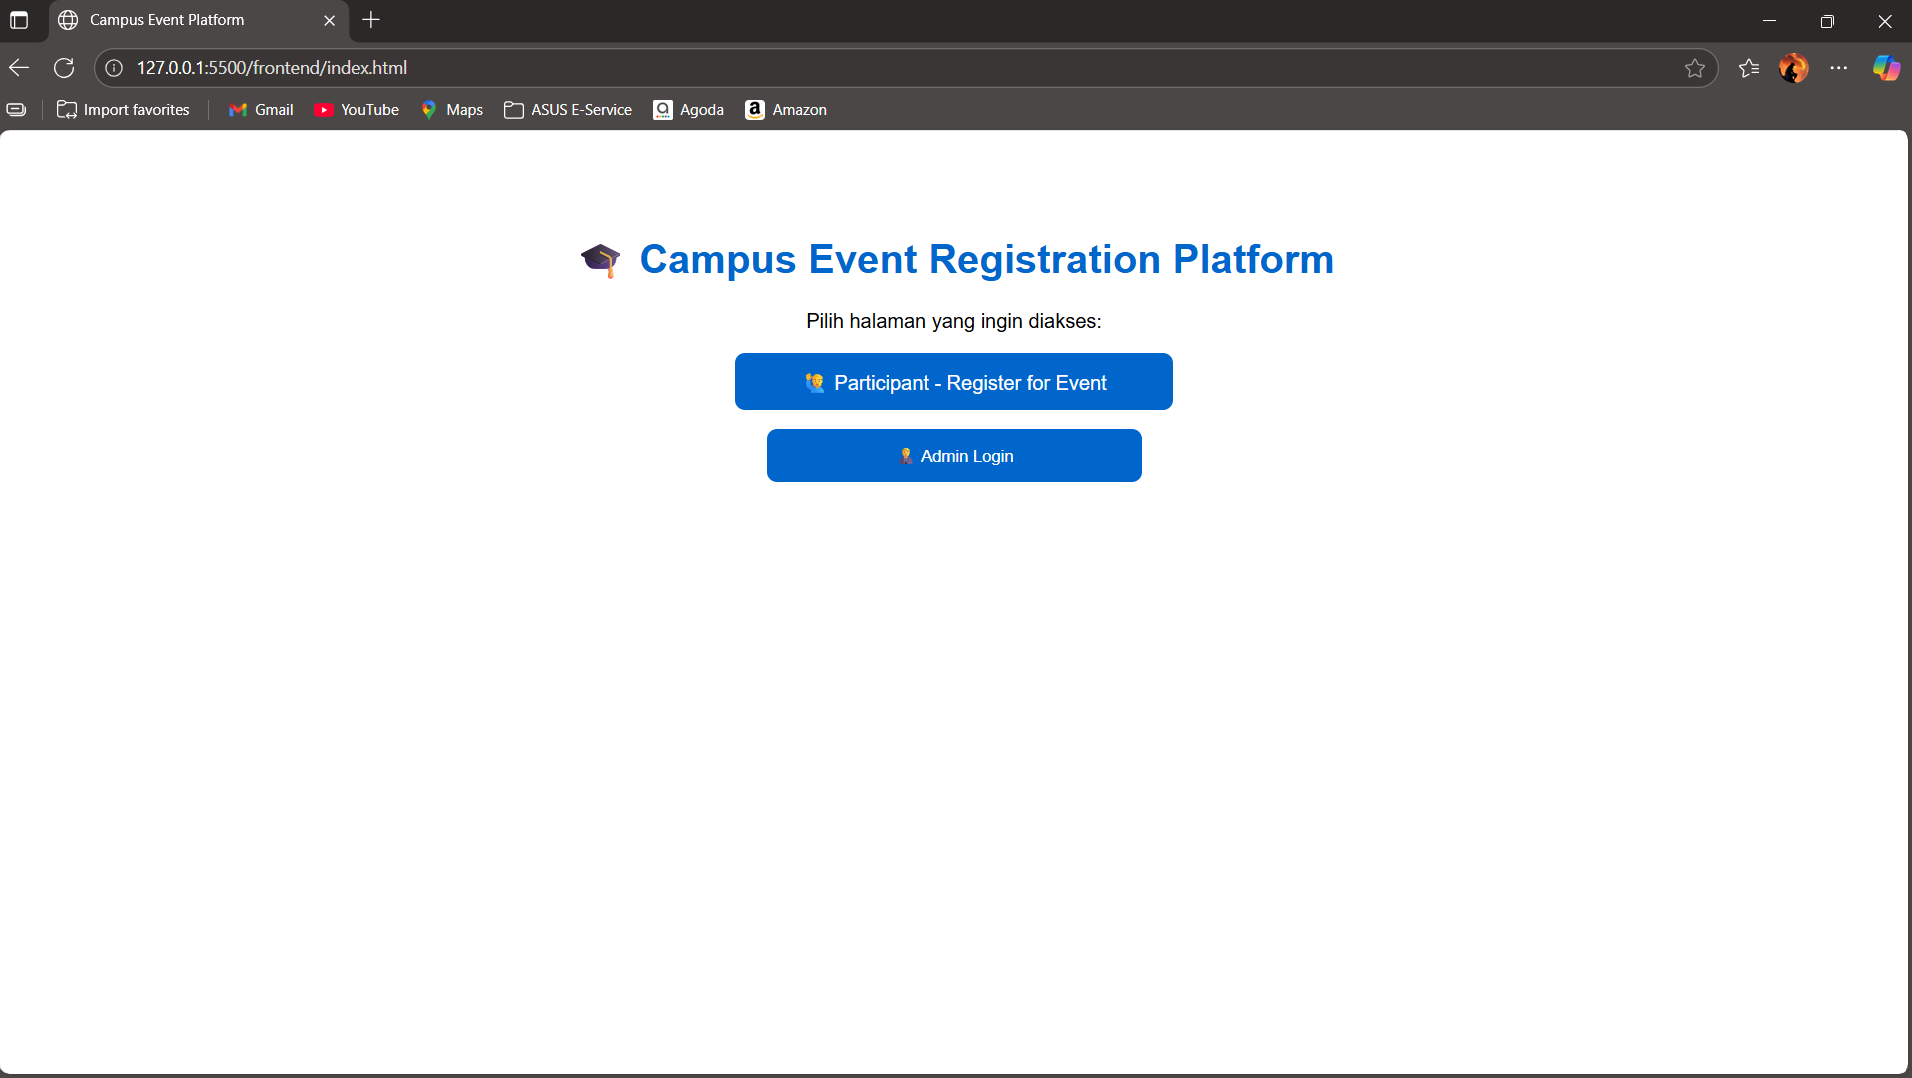 Campus Event Platform
127.0.0.1:5500/frontend/index.html
Import favorites Gmail YouTube Maps ASUS E-Service Agoda Amazon
🎓 Campus Event Registration Platform
Pilih halaman yang ingin diakses:
Participant - Register for Event
Admin Login